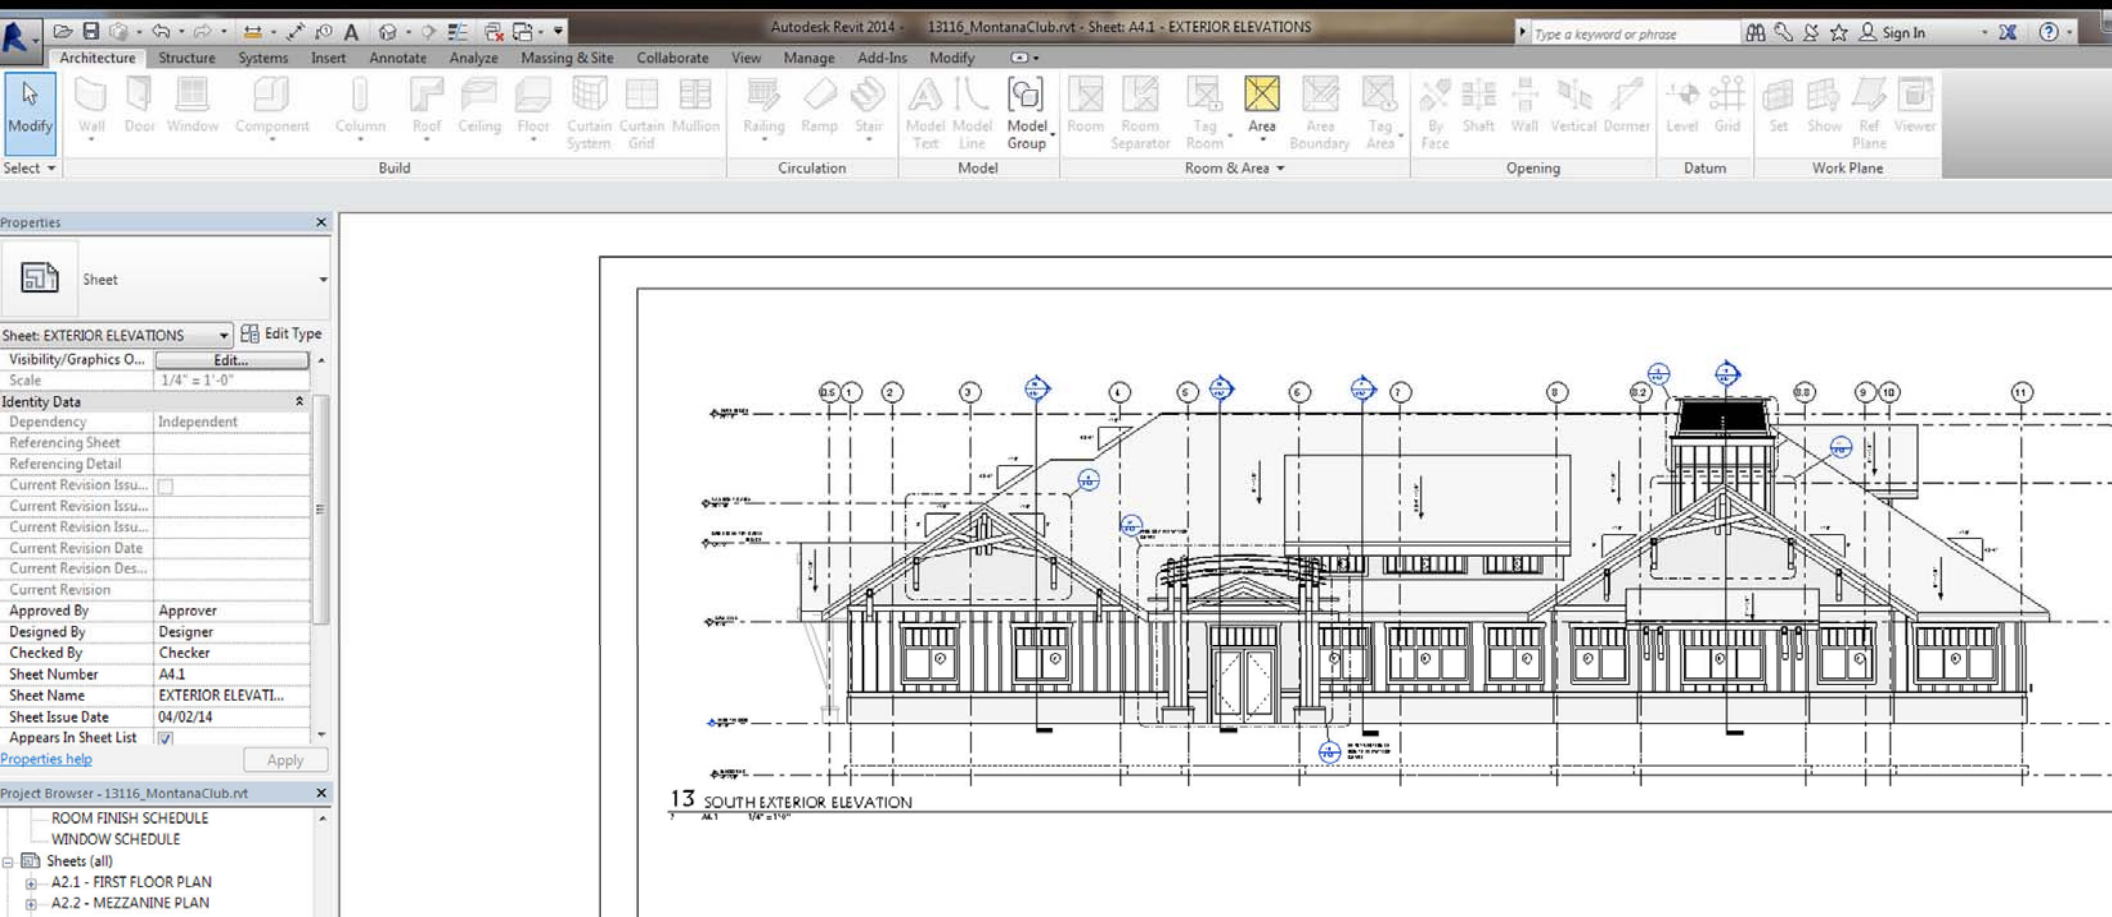 Autodesk Revit 2014 - 13116_MontanaClub.rvt - Sheet: A4.1 - EXTERIOR ELEVATIONS
Type a keyword or phrase
Sign In
Architecture Structure Systems Insert Annotate Analyze Massing & Site Collaborate View Manage Add-Ins Modify
Modify
Wall Door Window Component Column Roof Ceiling Floor Curtain System Curtain Grid Mullion
Railing Ramp Stair
Model Text Model Line Model Group
Room Room Separator Tag Room Area Area Boundary Tag Area
By Face Shaft Wall Vertical Dormer
Level Grid
Set Show Ref Plane Viewer
Select Build Circulation Model Room & Area Opening Datum Work Plane
Properties
Sheet
Sheet: EXTERIOR ELEVATIONS Edit Type
Visibility/Graphics O... Edit...
Scale 1/4" = 1'-0"
Identity Data
Dependency Independent
Referencing Sheet
Referencing Detail
Current Revision Issu...
Current Revision Issu...
Current Revision Issu...
Current Revision Date
Current Revision Des...
Current Revision
Approved By Approver
Designed By Designer
Checked By Checker
Sheet Number A4.1
Sheet Name EXTERIOR ELEVATI...
Sheet Issue Date 04/02/14
Appears In Sheet List
Properties help Apply
Project Browser - 13116_MontanaClub.rvt
ROOM FINISH SCHEDULE
WINDOW SCHEDULE
Sheets (all)
A2.1 - FIRST FLOOR PLAN
A2.2 - MEZZANINE PLAN
0.5 1 2 3 4 5 6 7 8 8.2 8.8 9 10 11
13 SOUTH EXTERIOR ELEVATION
A4.1 1/4" = 1'-0"